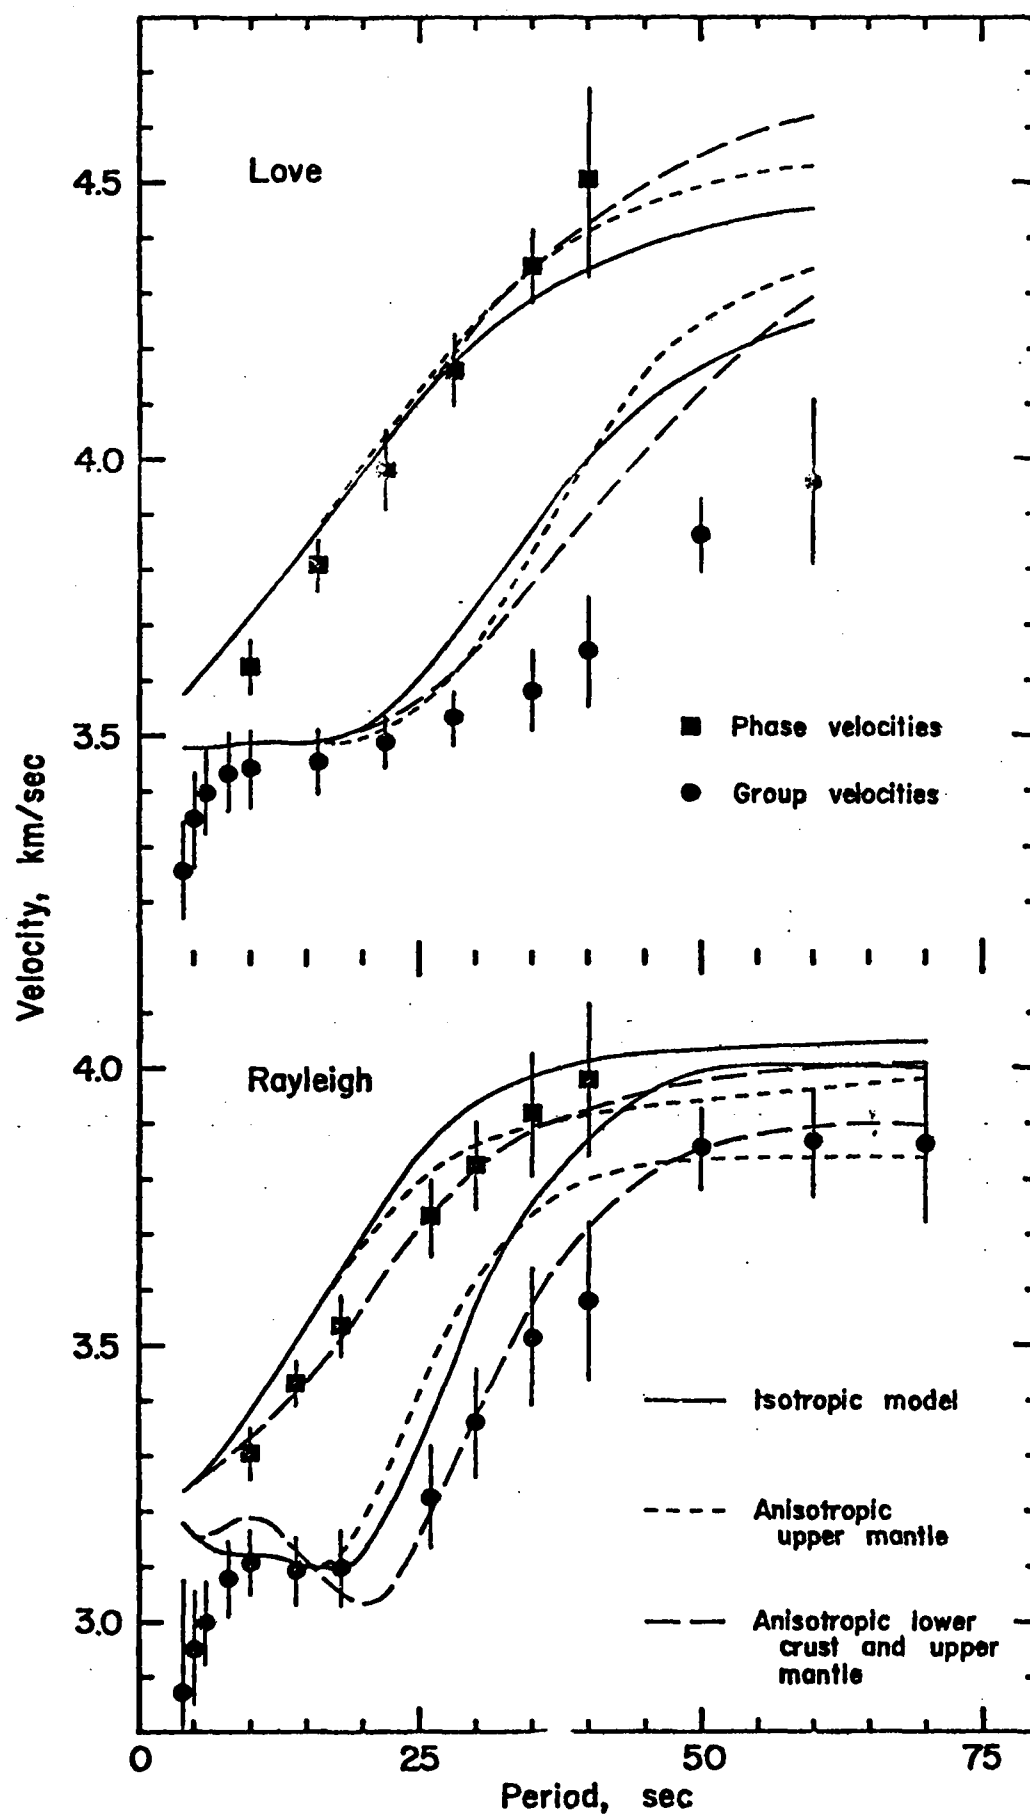 Love
4.5
4.0
3.5
Phase velocities
Group velocities
Velocity, km/sec
Rayleigh
4.0
3.5
3.0
Isotropic model
Anisotropic
upper mantle
Anisotropic lower
crust and upper
mantle
0
25
50
75
Period, sec